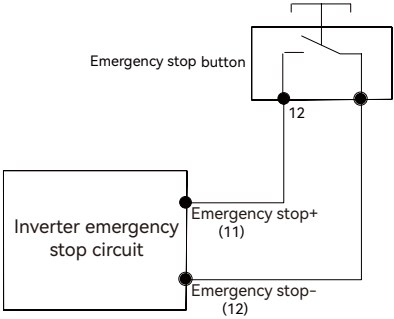 Emergency stop button
12
Emergency stop+
(11)
Inverter emergency
stop circuit
Emergency stop−
(12)